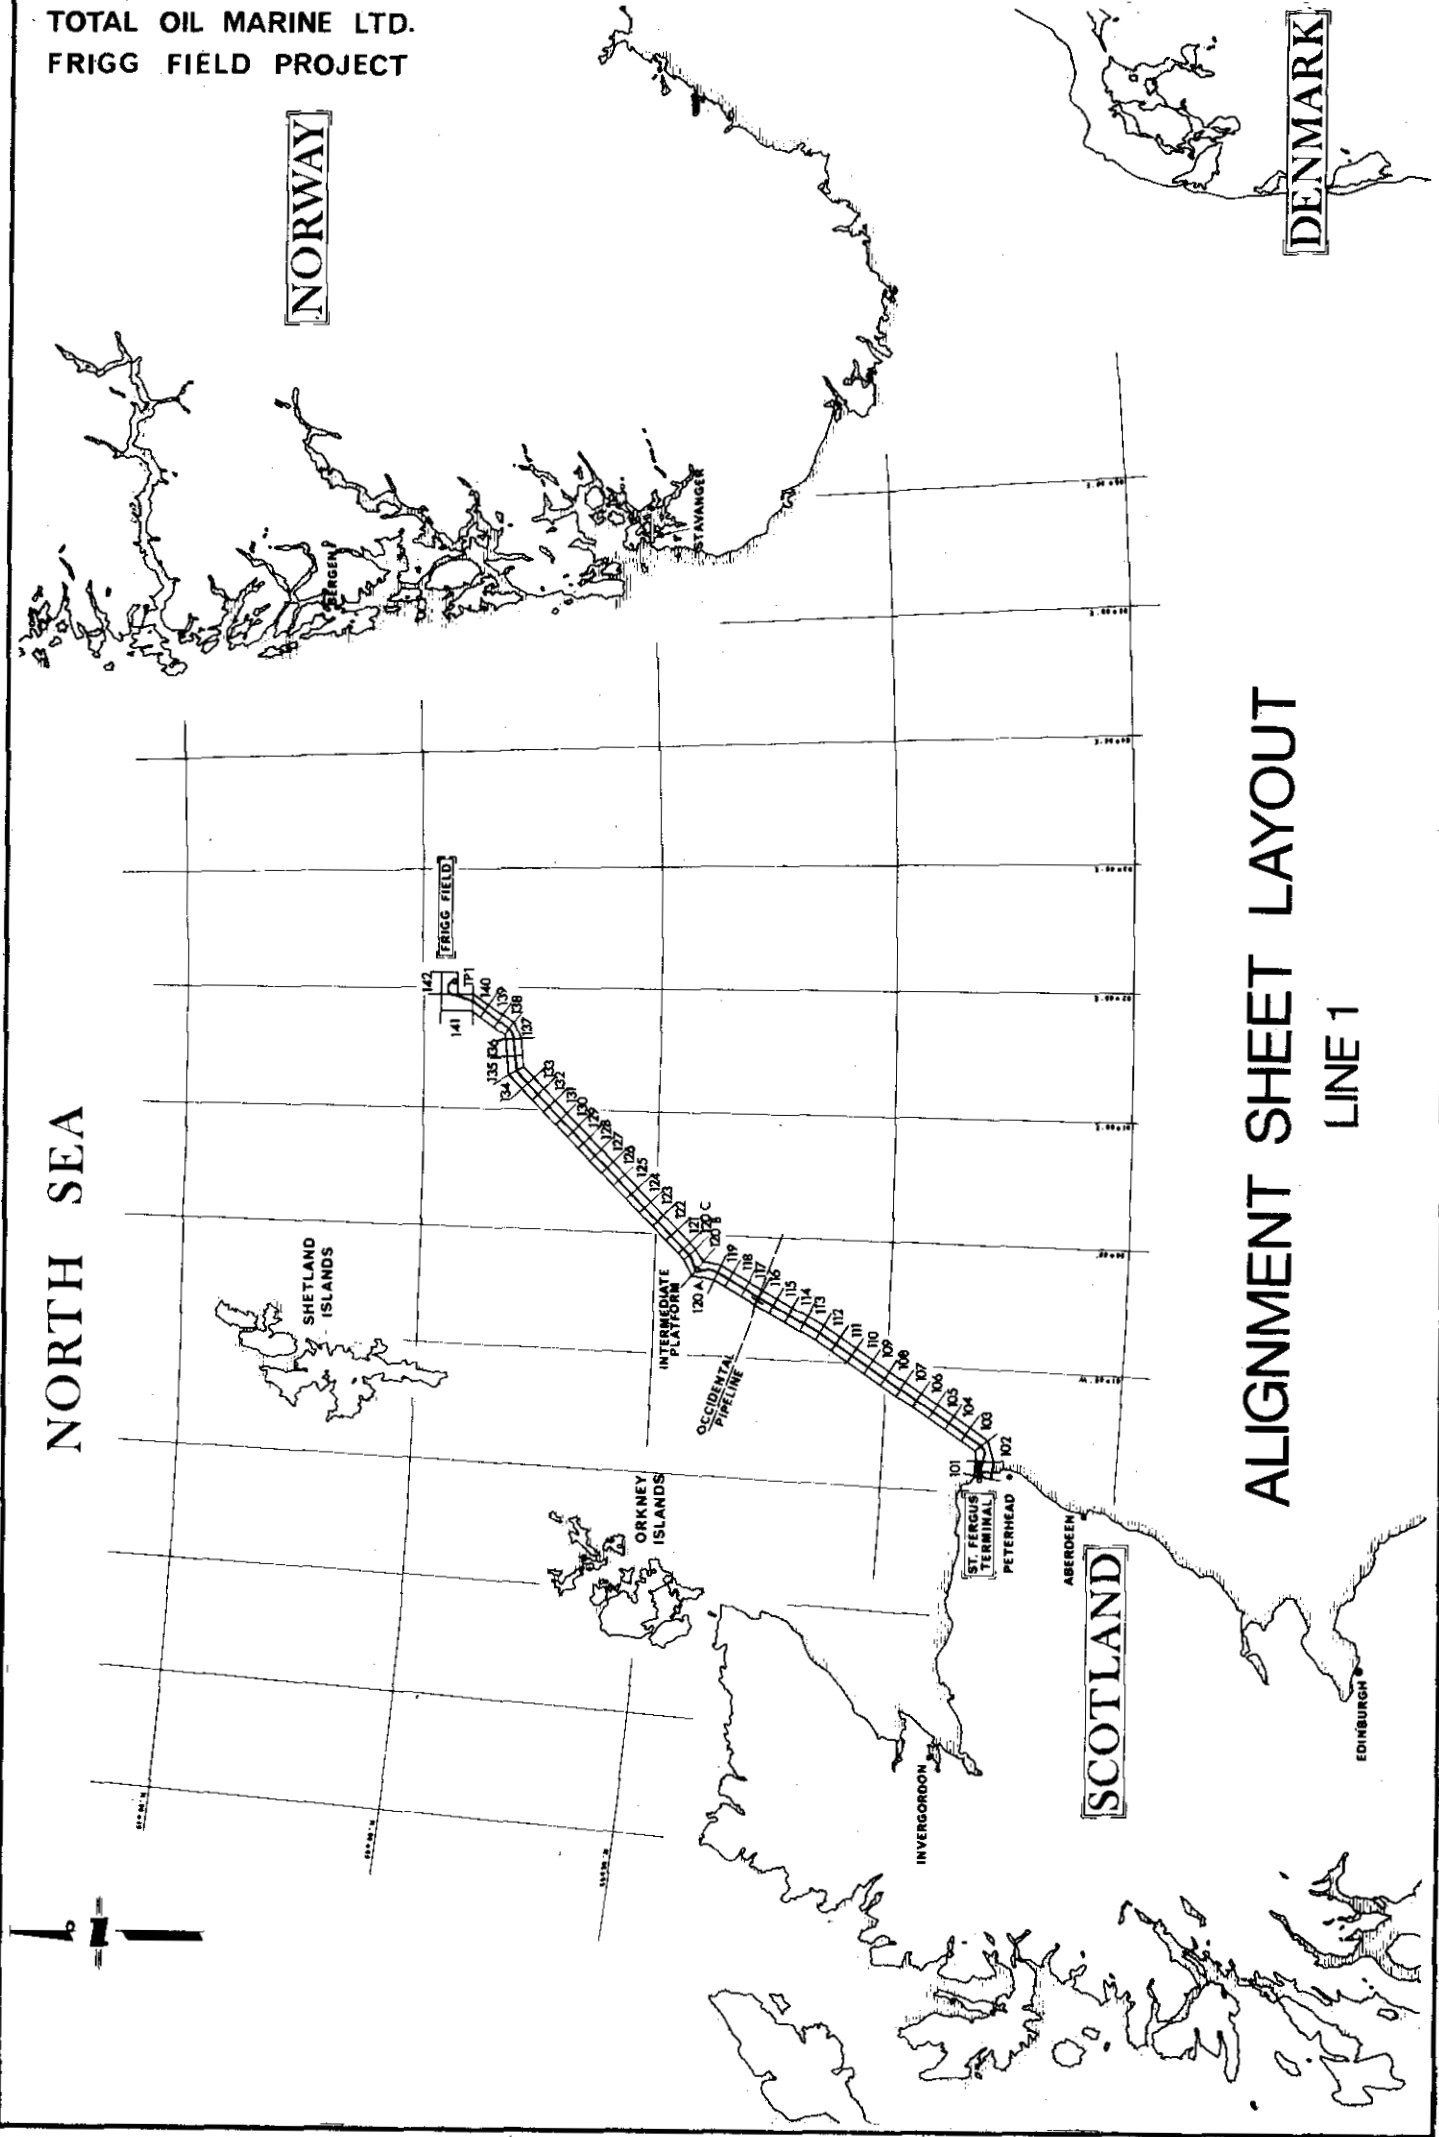 TOTAL OIL MARINE LTD.
FRIGG FIELD PROJECT
NORWAY
DENMARK
BERGEN
STAVANGER
NORTH SEA
SHETLAND
ISLANDS
ORKNEY
ISLANDS
FRIGG FIELD
142
TP1
141
140
139
138
137
136
135
134
133
132
131
130
129
128
127
126
125
124
123
122
121
120 C
120 B
120 A
INTERMEDIATE
PLATFORM
119
118
117
116
115
114
113
112
111
110
109
108
107
106
105
104
103
102
101
OCCIDENTAL
PIPELINE
ST. FERGUS
TERMINAL
PETERHEAD
ABERDEEN
SCOTLAND
INVERGORDON
EDINBURGH
ALIGNMENT SHEET LAYOUT
LINE 1